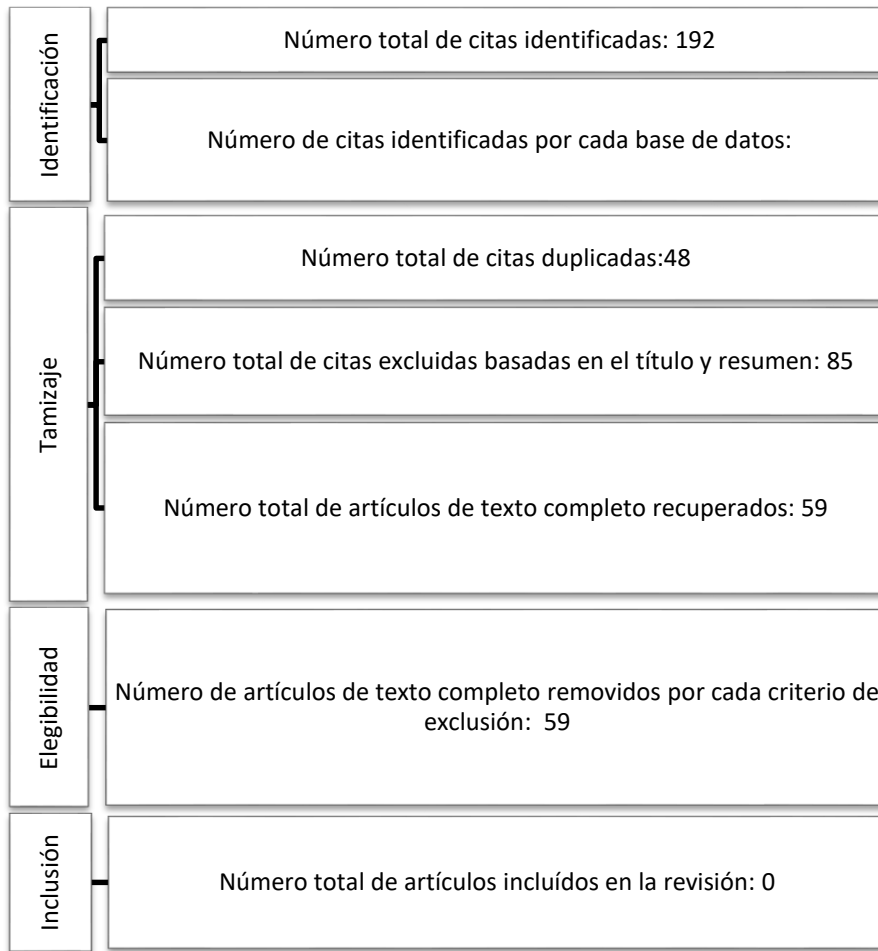 Identificación
Número total de citas identificadas: 192
Número de citas identificadas por cada base de datos:
Tamizaje
Número total de citas duplicadas:48
Número total de citas excluidas basadas en el título y resumen: 85
Número total de artículos de texto completo recuperados: 59
Elegibilidad
Número de artículos de texto completo removidos por cada criterio de
exclusión:  59
Inclusión
Número total de artículos incluídos en la revisión: 0